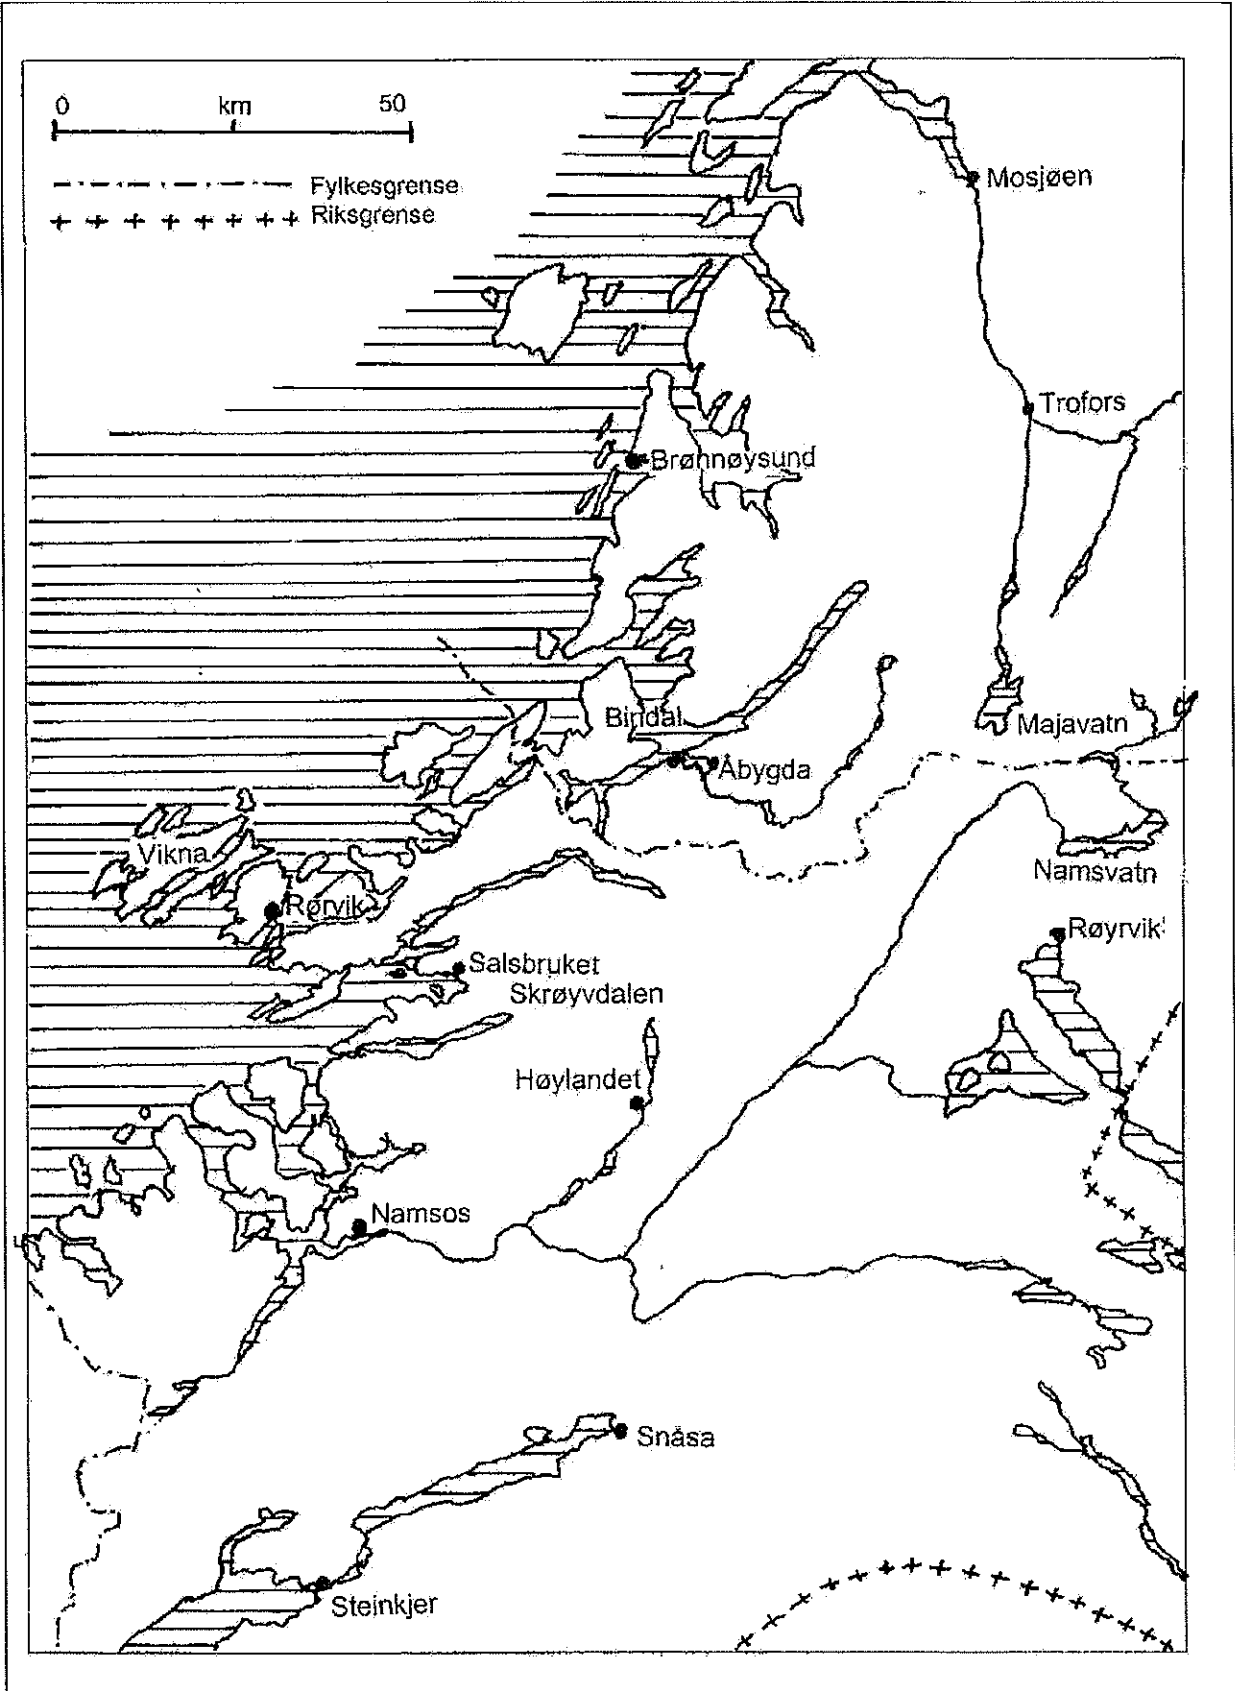 0 km 50
Fylkesgrense
Riksgrense
Mosjøen
Trofors
Brønnøysund
Bindal
Majavatn
Åbygda
Vikna
Namsvatn
Rørvik
Røyrvik
Salsbruket
Skrøyvdalen
Høylandet
Namsos
Snåsa
Steinkjer